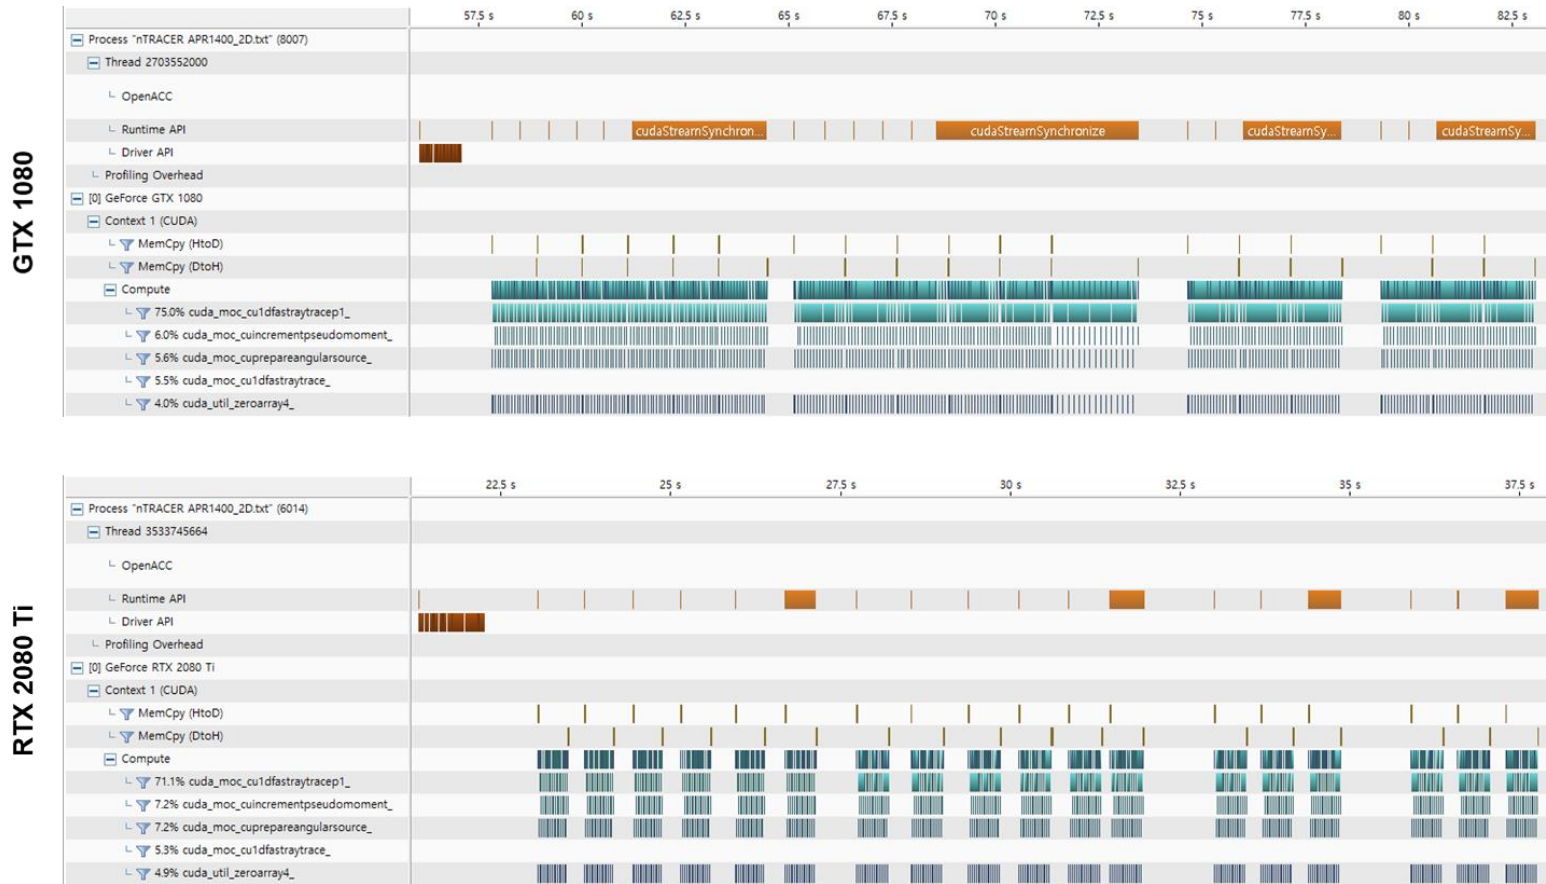 GTX 1080
57.5 s 60 s 62.5 s 65 s 67.5 s 70 s 72.5 s 75 s 77.5 s 80 s 82.5 s
Process "nTRACER APR1400_2D.txt" (8007)
Thread 2703552000
OpenACC
Runtime API cudaStreamSynchron... cudaStreamSynchronize cudaStreamSy... cudaStreamSy...
Driver API
Profiling Overhead
[0] GeForce GTX 1080
Context 1 (CUDA)
MemCpy (HtoD)
MemCpy (DtoH)
Compute
75.0% cuda_moc_cu1dfastraytracep1_
6.0% cuda_moc_cuincrementpseudomoment_
5.6% cuda_moc_cuprepareangularsource_
5.5% cuda_moc_cu1dfastraytrace_
4.0% cuda_util_zeroarray4_
RTX 2080 Ti
22.5 s 25 s 27.5 s 30 s 32.5 s 35 s 37.5 s
Process "nTRACER APR1400_2D.txt" (6014)
Thread 3533745664
OpenACC
Runtime API
Driver API
Profiling Overhead
[0] GeForce RTX 2080 Ti
Context 1 (CUDA)
MemCpy (HtoD)
MemCpy (DtoH)
Compute
71.1% cuda_moc_cu1dfastraytracep1_
7.2% cuda_moc_cuincrementpseudomoment_
7.2% cuda_moc_cuprepareangularsource_
5.3% cuda_moc_cu1dfastraytrace_
4.9% cuda_util_zeroarray4_